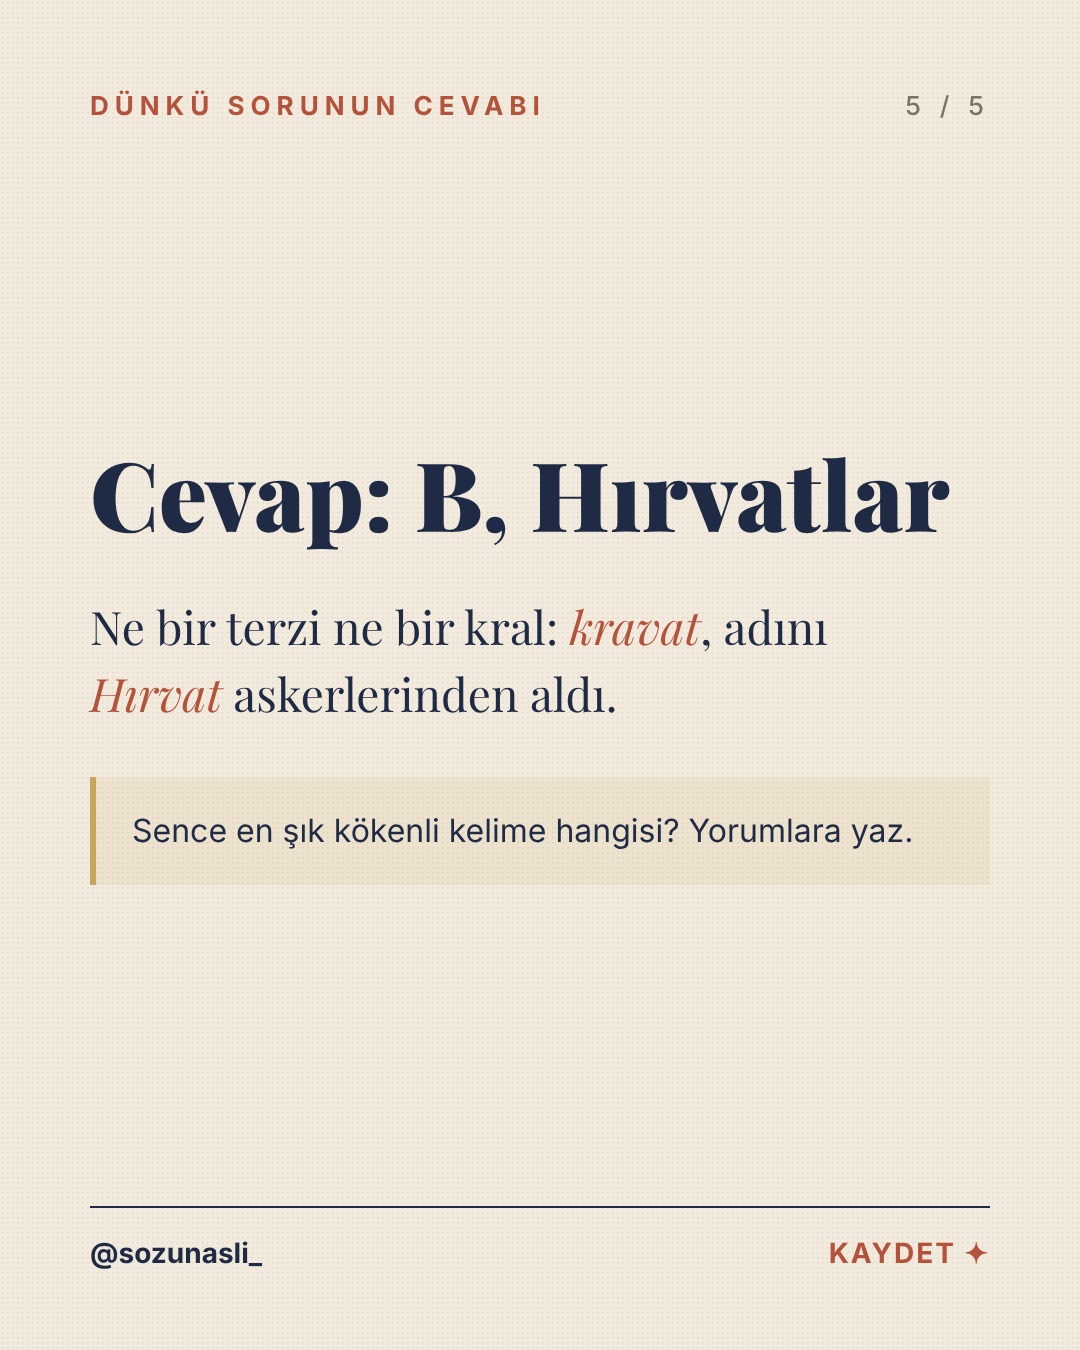 DÜNKÜ SORUNUN CEVABI
5 / 5
Cevap: B, Hırvatlar
Ne bir terzi ne bir kral: kravat, adını
Hırvat askerlerinden aldı.
Sence en şık kökenli kelime hangisi? Yorumlara yaz.
@sozunasli_
KAYDET ✦